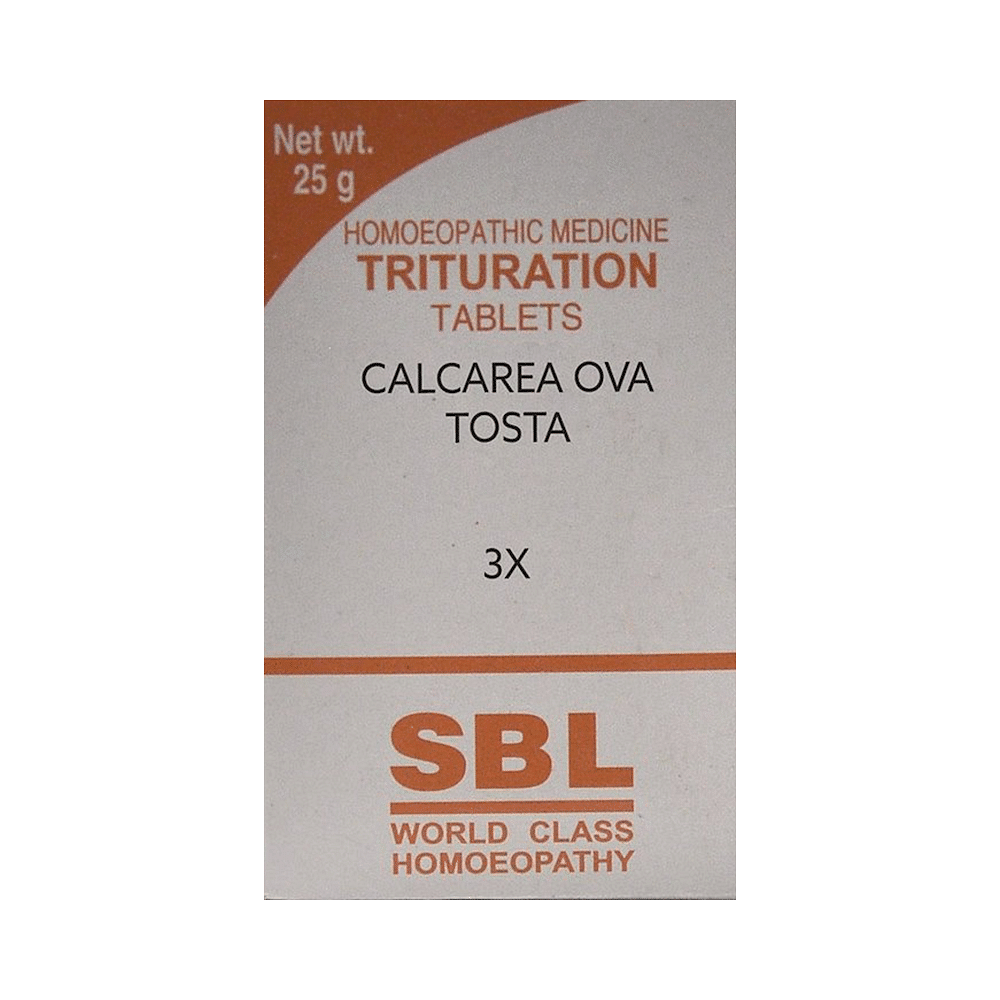 Net wt.
25 g
HOMOEOPATHIC MEDICINE
TRITURATION
TABLETS
CALCAREA OVA
TOSTA
3X
SBL
WORLD CLASS
HOMOEOPATHY